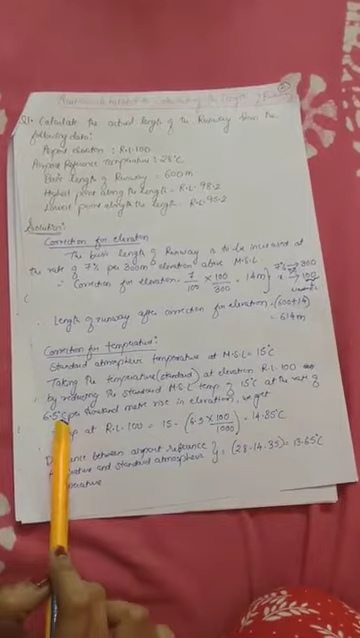 Q1. Calculate the actual length of the Runway from the
following data:
Airport elevation : R.L. 100
Airport Reference Temperature : 28°C
Basic length of Runway = 600m
Highest point along the length - R.L. 98.2
Lowest point along the length R.L. 95.2
Solution:
Correction for elevation
The basic length of Runway is to be increased at
the rate of 7% per 300m elevation above M.S.L
∴ Correction for elevation = 7/100 × 100/300 = 14m } 7% → 300
→ 100
Length of runway after correction for elevation = (600+14)
= 614m
Correction for temperature:
Standard atmospheric temperature at M.S.L = 15°C
Taking the temperature (standard) at elevation R.L. 100
by reducing the standard M.S.L temp of 15°C at the rate of
6.5°C per thousand metre rise in elevation, we get
at R.L. 100 = 15 - (6.5 × 100/1000) = 14.85°C
between airport reference
and standard atmospheric } = (28-14.35) = 13.65°C